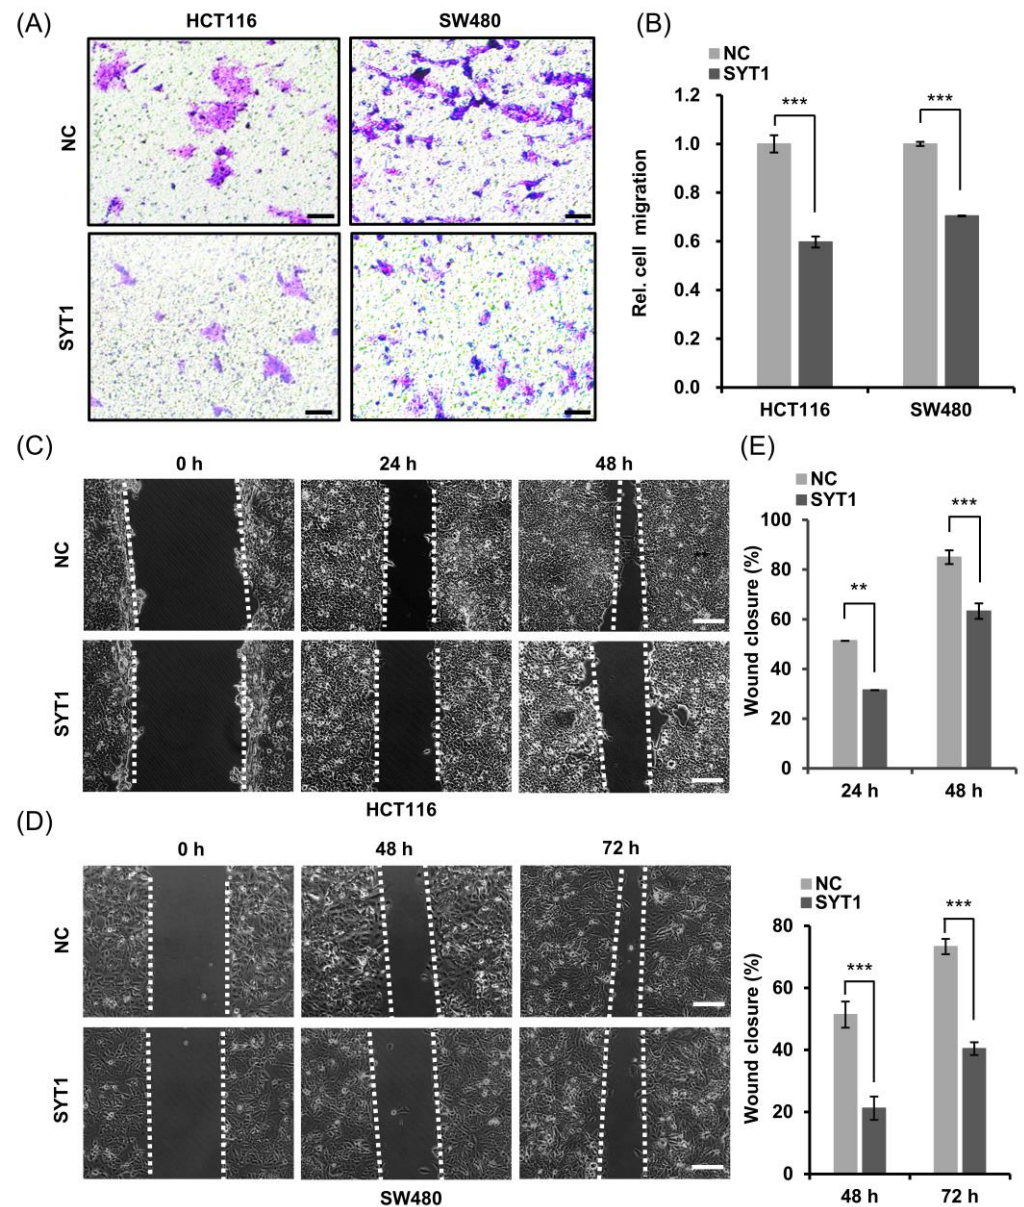 (A)
HCT116
SW480
NC
SYT1
(B)
NC
SYT1
Rel. cell migration
1.2
1.0
0.8
0.6
0.4
0.2
0.0
***
***
HCT116
SW480
(C)
0 h
24 h
48 h
NC
SYT1
HCT116
(E)
NC
SYT1
Wound closure (%)
100
80
60
40
20
0
**
***
24 h
48 h
(D)
0 h
48 h
72 h
NC
SYT1
SW480
NC
SYT1
Wound closure (%)
80
60
40
20
0
***
***
48 h
72 h